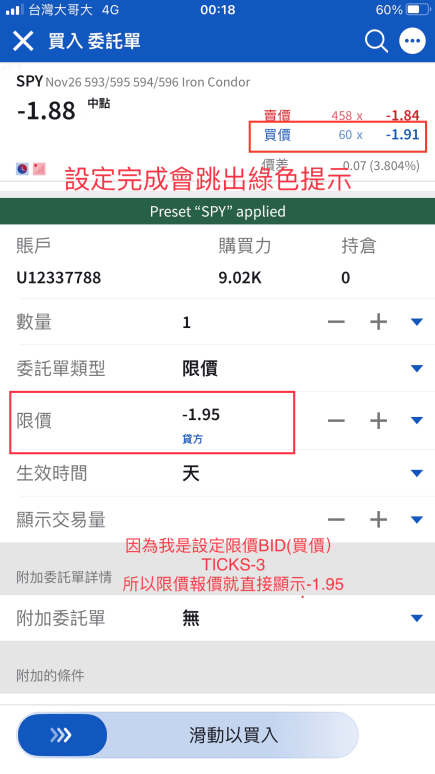 台灣大哥大 4G 00:18 60%
買入 委託單
SPY Nov26 593/595 594/596 Iron Condor
-1.88 中點
賣價 458 x -1.84
買價 60 x -1.91
價差 0.07 (3.804%)
設定完成會跳出綠色提示
Preset “SPY” applied
賬戶 購買力 持倉
U12337788 9.02K 0
數量 1
委託單類型 限價
限價 -1.95
貸方
生效時間 天
顯示交易量
因為我是設定限價BID(買價)
TICKS-3
所以限價報價就直接顯示-1.95
附加委託單詳情
附加委託單 無
附加的條件
滑動以買入